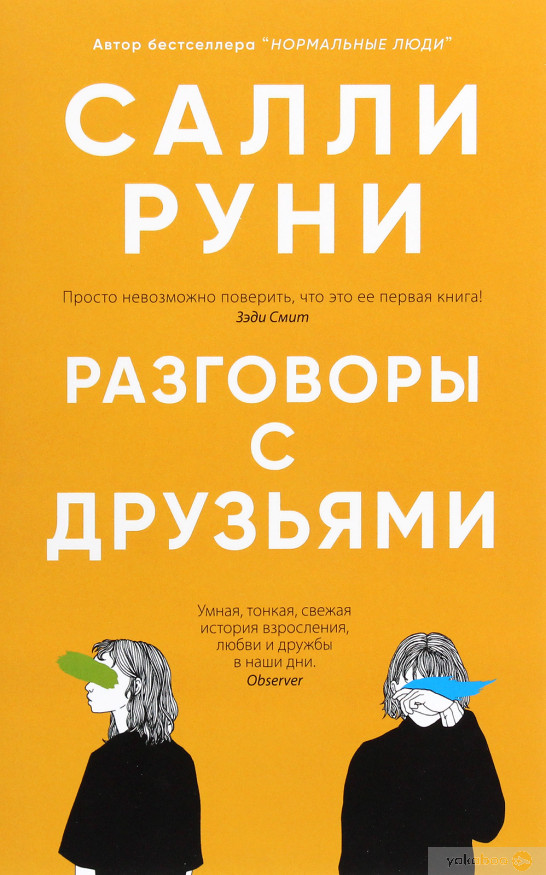 Автор бестселлера “НОРМАЛЬНЫЕ ЛЮДИ”
САЛЛИ
РУНИ
Просто невозможно поверить, что это ее первая книга!
Зэди Смит
РАЗГОВОРЫ
С
ДРУЗЬЯМИ
Умная, тонкая, свежая
история взросления,
любви и дружбы
в наши дни.
Observer
yakaboo